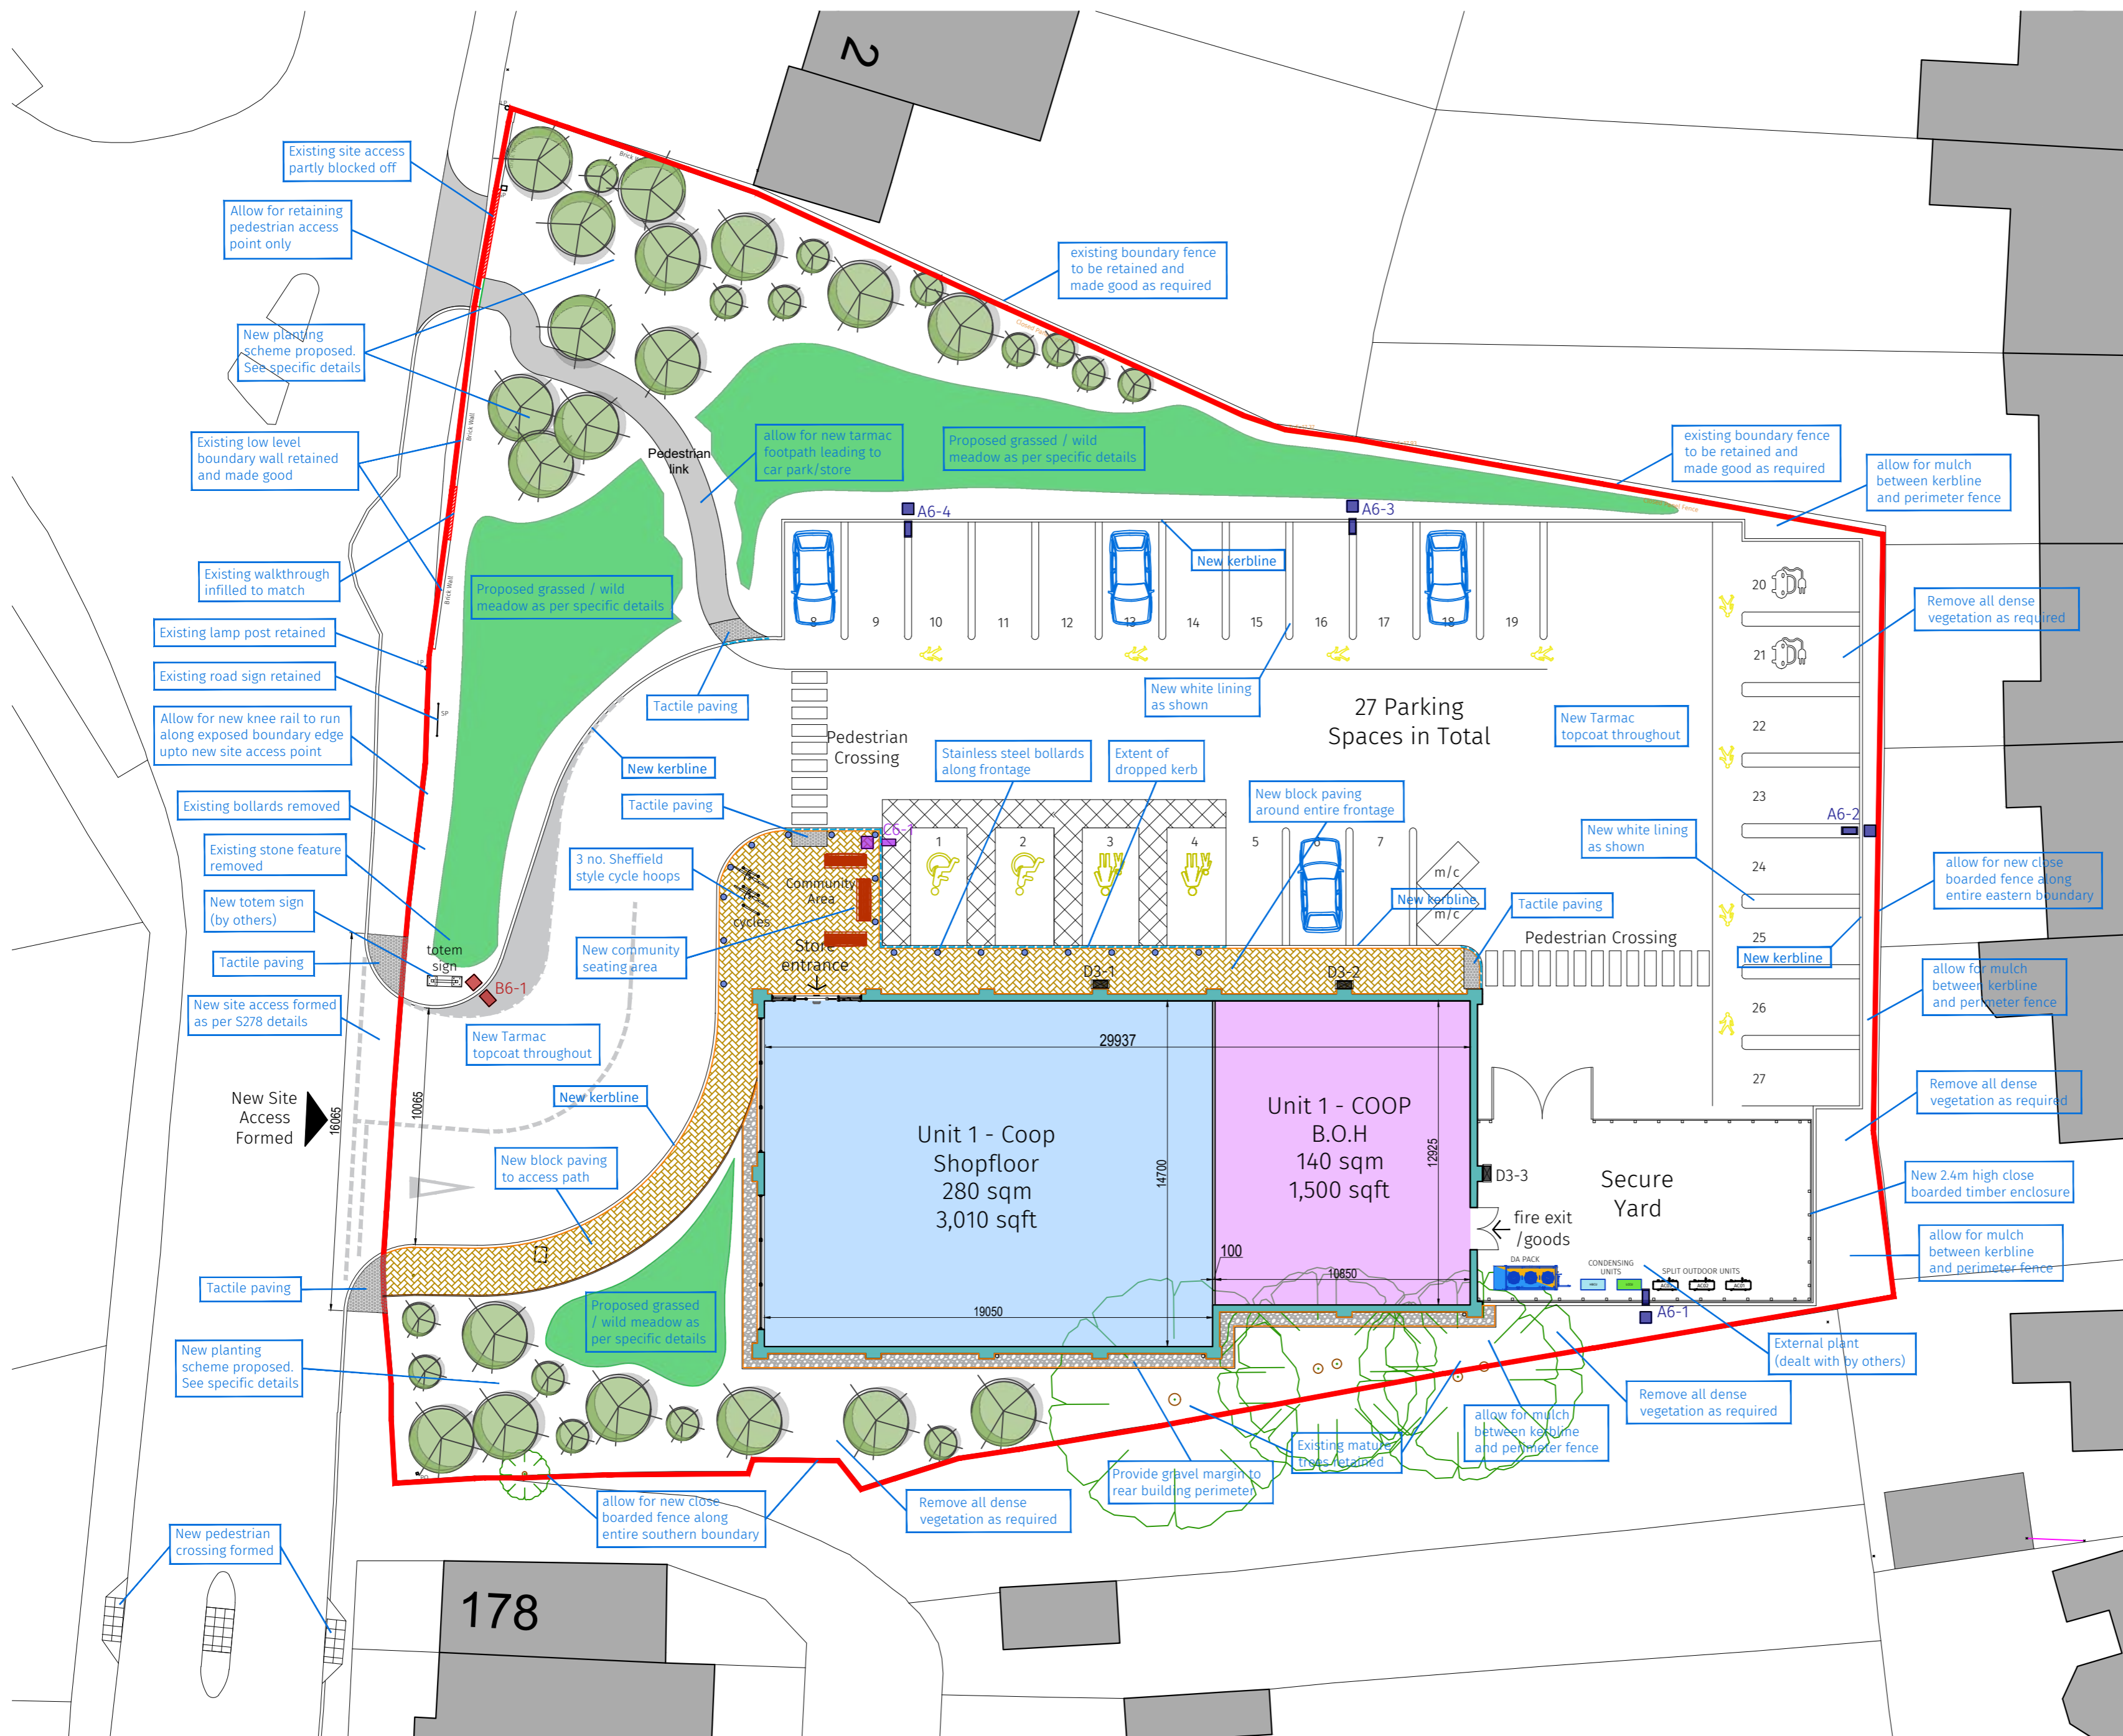 2
Existing site access
partly blocked off
Allow for retaining
pedestrian access
point only
New planting
scheme proposed.
See specific details
Existing low level
boundary wall retained
and made good
Existing walkthrough
infilled to match
Existing lamp post retained
Existing road sign retained
Allow for new knee rail to run
along exposed boundary edge
upto new site access point
Existing bollards removed
Existing stone feature
removed
New totem sign
(by others)
Tactile paving
New site access formed
as per S278 details
New Site
Access
Formed
16065
10065
Tactile paving
New planting
scheme proposed.
See specific details
New pedestrian
crossing formed
178
Brick Wall
Brick Wall
LP
SP
existing boundary fence
to be retained and
made good as required
Pedestrian
link
allow for new tarmac
footpath leading to
car park/store
Proposed grassed / wild
meadow as per specific details
Proposed grassed / wild
meadow as per specific details
existing boundary fence
to be retained and
made good as required
allow for mulch
between kerbline
and perimeter fence
A6-4
A6-3
New kerbline
8
9
10
11
12
13
14
15
16
17
18
19
20
21
22
23
24
25
26
27
Remove all dense
vegetation as required
Tactile paving
New white lining
as shown
27 Parking
Spaces in Total
New Tarmac
topcoat throughout
Pedestrian
Crossing
New kerbline
Stainless steel bollards
along frontage
Extent of
dropped kerb
New block paving
around entire frontage
Tactile paving
C6-1
A6-2
New white lining
as shown
3 no. Sheffield
style cycle hoops
Community
Area
cycles
1
2
3
4
5
6
7
m/c
m/c
New kerbline
Tactile paving
allow for new close
boarded fence along
entire eastern boundary
New community
seating area
Store
entrance
Pedestrian Crossing
New kerbline
totem
sign
B6-1
D3-1
D3-2
allow for mulch
between kerbline
and perimeter fence
New Tarmac
topcoat throughout
29937
New kerbline
Unit 1 - Coop
Shopfloor
280 sqm
3,010 sqft
14700
Unit 1 - COOP
B.O.H
140 sqm
1,500 sqft
12925
Remove all dense
vegetation as required
New block paving
to access path
D3-3
Secure
Yard
New 2.4m high close
boarded timber enclosure
fire exit
/goods
100
10850
DA PACK
CONDENSING
UNITS
SPLIT OUTDOOR UNITS
allow for mulch
between kerbline
and perimeter fence
A6-1
19050
Proposed grassed
/ wild meadow as
per specific details
External plant
(dealt with by others)
Remove all dense
vegetation as required
allow for mulch
between kerbline
and perimeter fence
Existing mature
trees retained
Provide gravel margin to
rear building perimeter
Remove all dense
vegetation as required
allow for new close
boarded fence along
entire southern boundary